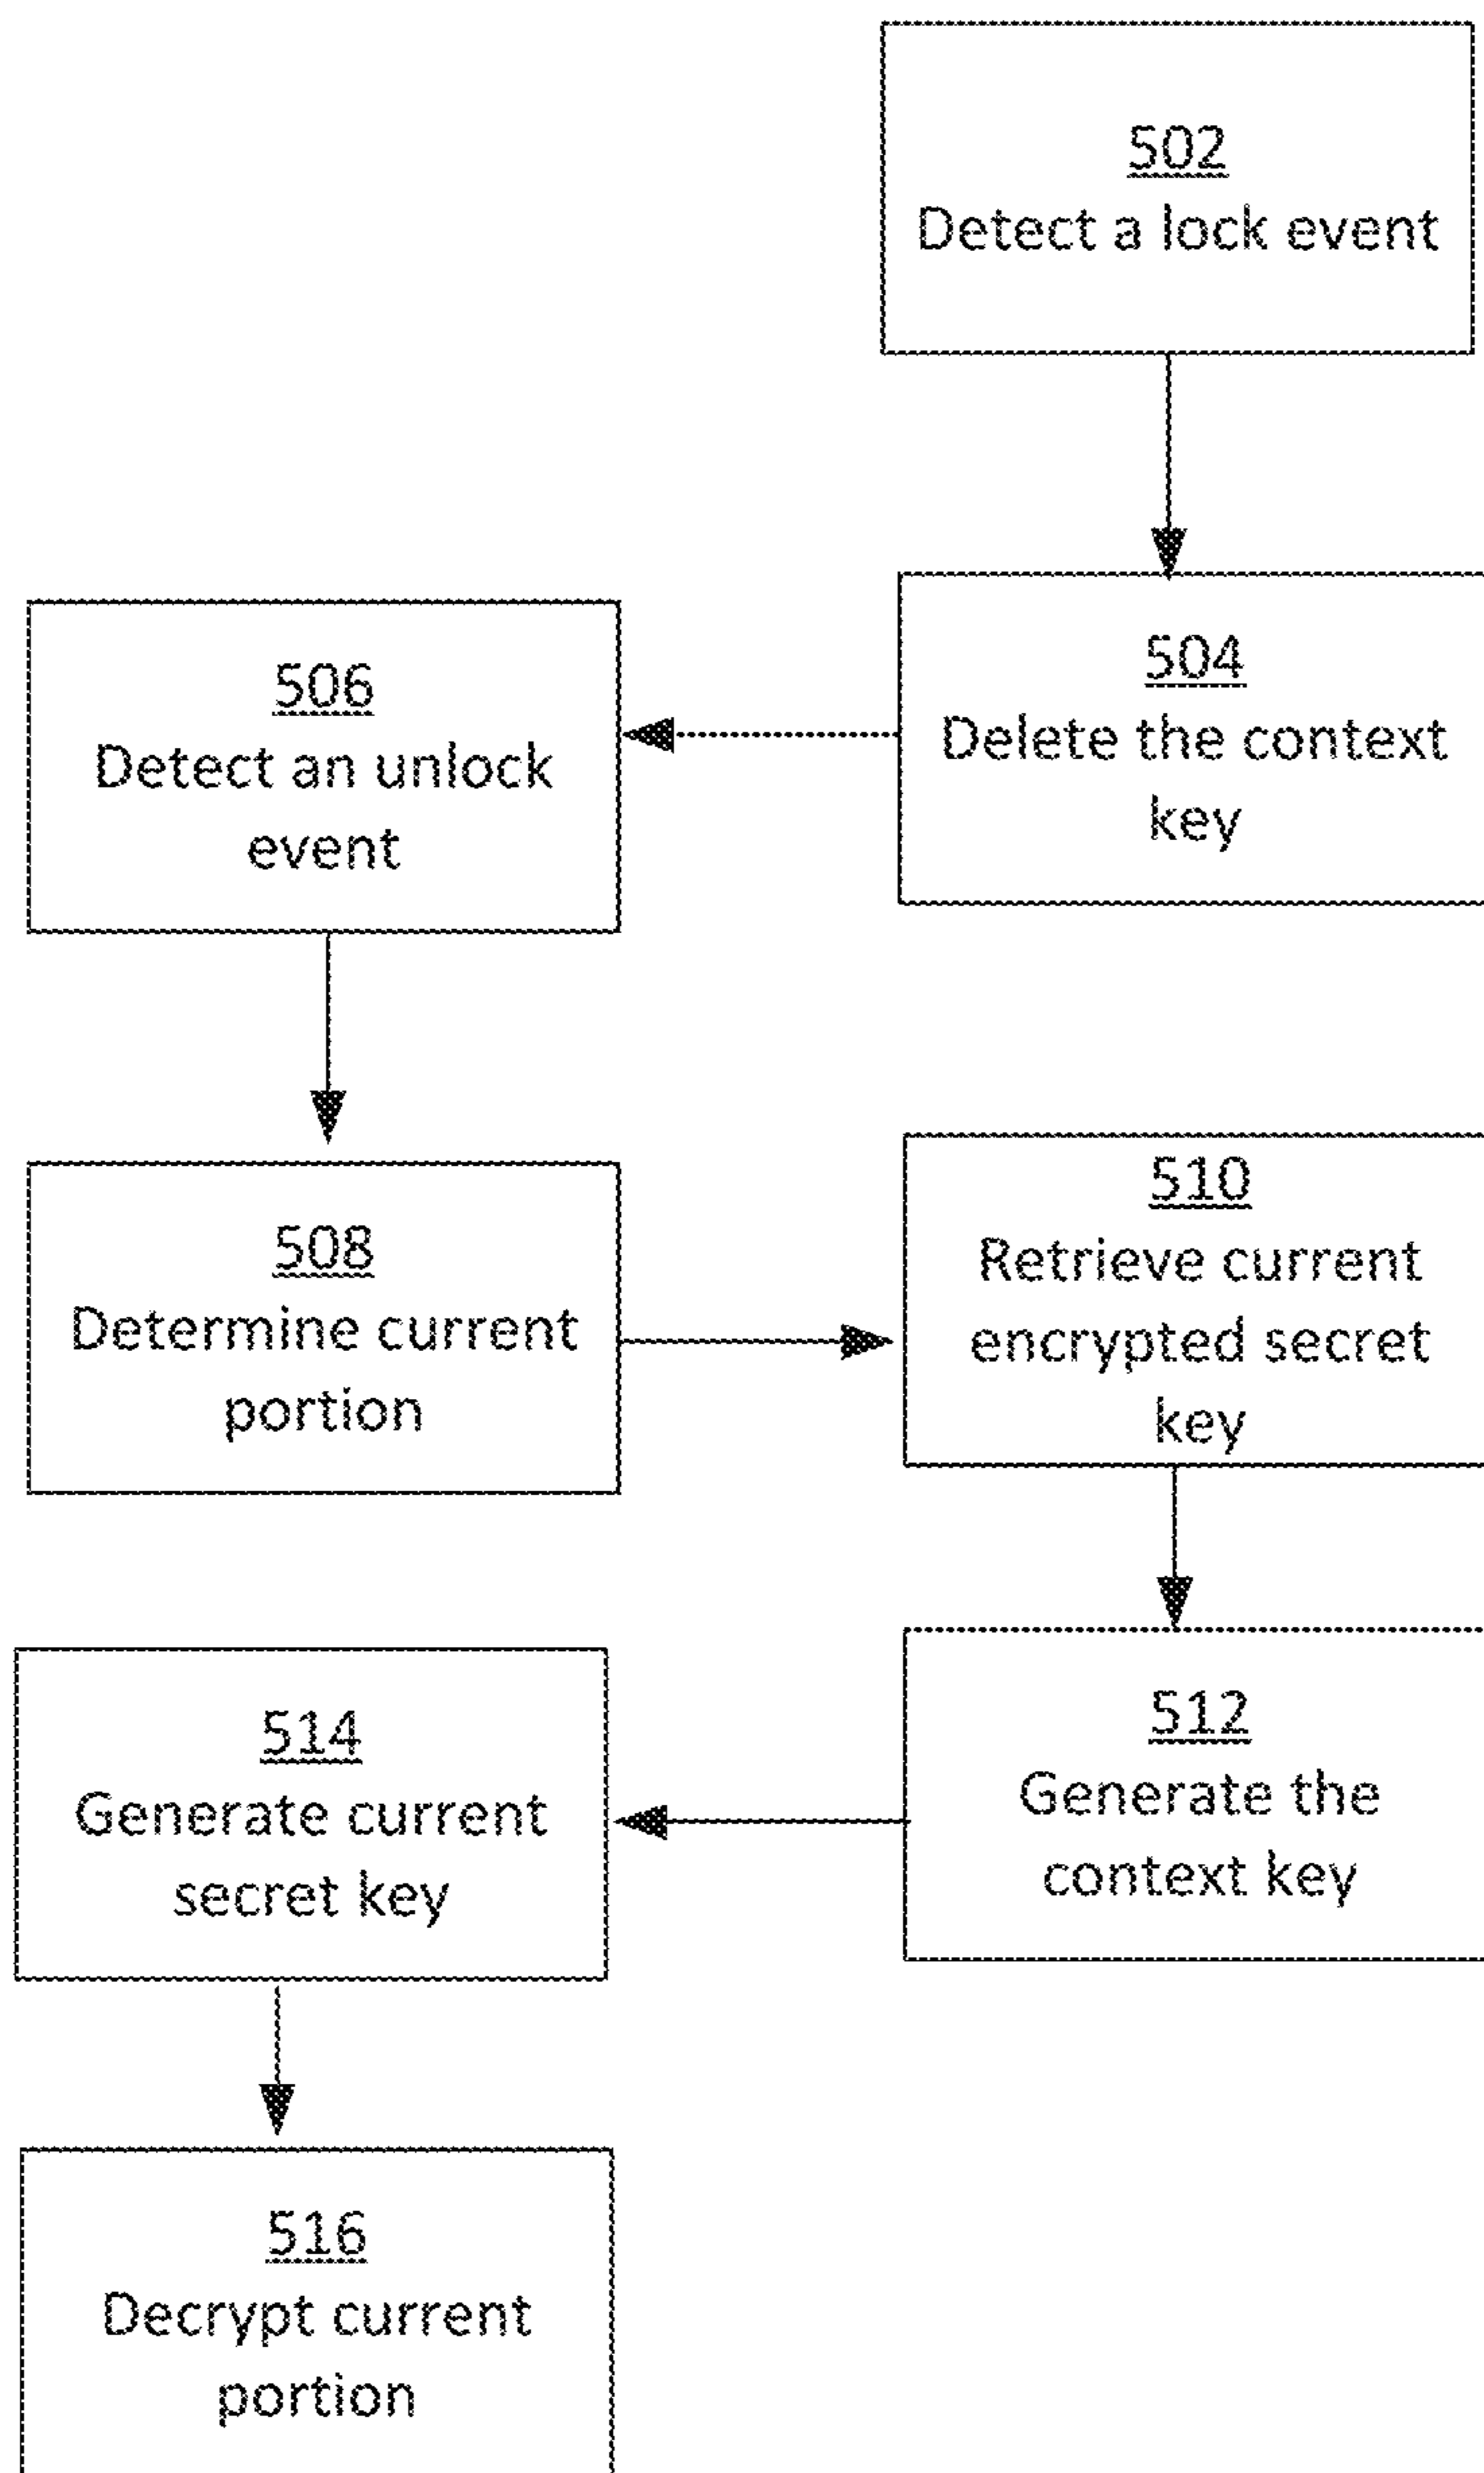 502
Detect a lock event
504
Delete the context
key
506
Detect an unlock
event
508
Determine current
portion
510
Retrieve current
encrypted secret
key
512
Generate the
context key
514
Generate current
secret key
516
Decrypt current
portion